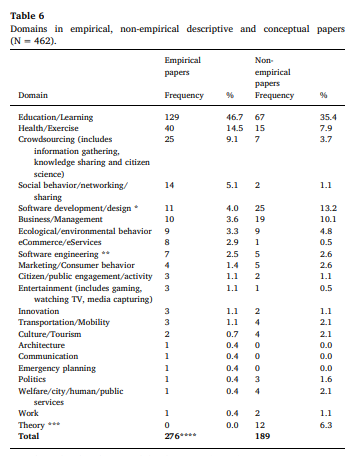 Table 6
Domains in empirical, non-empirical descriptive and conceptual papers
(N = 462).
Empirical papers Non-empirical papers
Domain Frequency % Frequency %
Education/Learning 129 46.7 67 35.4
Health/Exercise 40 14.5 15 7.9
Crowdsourcing (includes 25 9.1 7 3.7
information gathering,
knowledge sharing and citizen
science)
Social behavior/networking/ 14 5.1 2 1.1
sharing
Software development/design * 11 4.0 25 13.2
Business/Management 10 3.6 19 10.1
Ecological/environmental behavior 9 3.3 9 4.8
eCommerce/eServices 8 2.9 1 0.5
Software engineering ** 7 2.5 5 2.6
Marketing/Consumer behavior 4 1.4 5 2.6
Citizen/public engagement/activity 3 1.1 2 1.1
Entertainment (includes gaming, 3 1.1 1 0.5
watching TV, media capturing)
Innovation 3 1.1 2 1.1
Transportation/Mobility 3 1.1 4 2.1
Culture/Tourism 2 0.7 4 2.1
Architecture 1 0.4 0 0.0
Communication 1 0.4 0 0.0
Emergency planning 1 0.4 0 0.0
Politics 1 0.4 3 1.6
Welfare/city/human/public 1 0.4 4 2.1
services
Work 1 0.4 2 1.1
Theory *** 0 0.0 12 6.3
Total 276**** 189